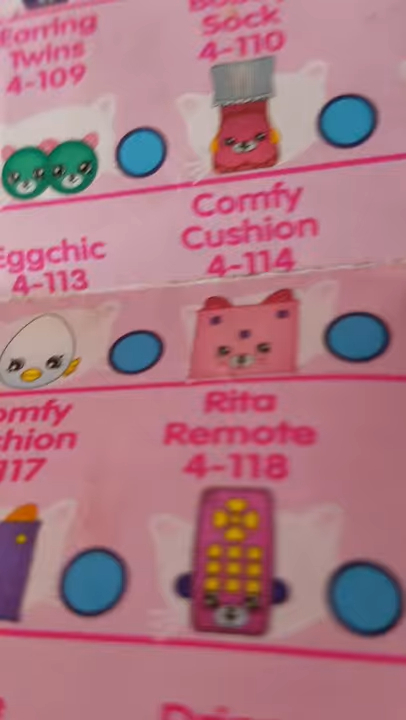 Earring
Twins
4-109
Sock
4-110
Eggchic
4-113
Comfy
Cushion
4-114
omfy
hion
117
Rita
Remote
4-118